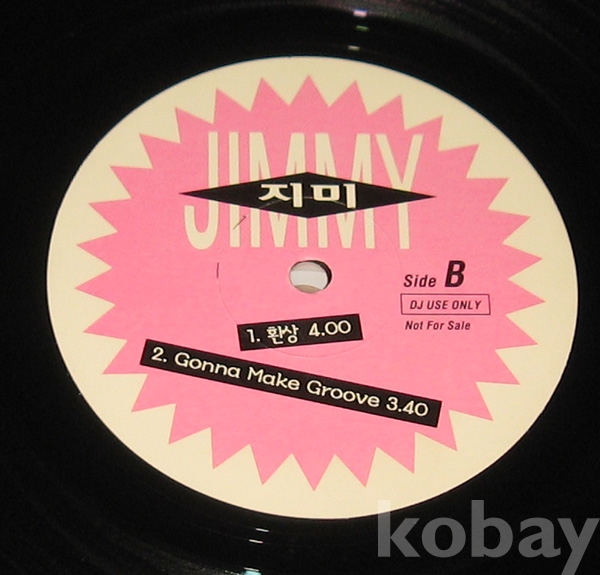 JIMMY
지미
Side B
DJ USE ONLY
Not For Sale
1. 환상 4.00
2. Gonna Make Groove 3.40
kobay